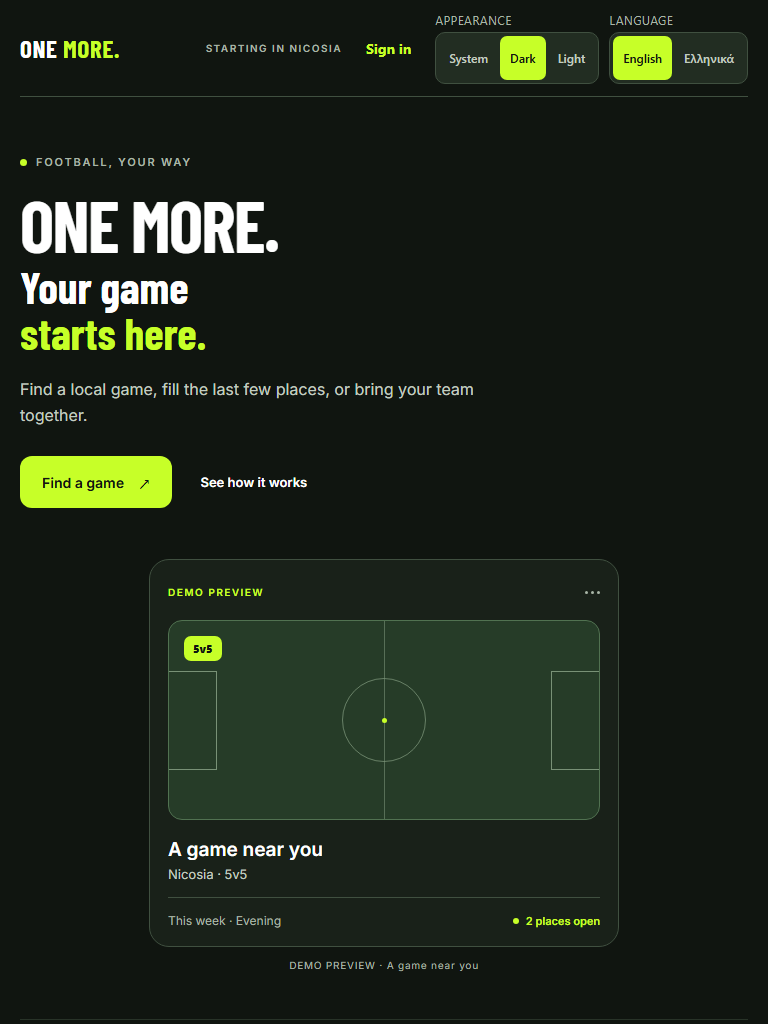 ONE MORE.
STARTING IN NICOSIA
Sign in
APPEARANCE
System
Dark
Light
LANGUAGE
English
Ελληνικά
FOOTBALL, YOUR WAY
ONE MORE.
Your game
starts here.
Find a local game, fill the last few places, or bring your team
together.
Find a game ↗
See how it works
DEMO PREVIEW
5v5
A game near you
Nicosia · 5v5
This week · Evening
2 places open
DEMO PREVIEW · A game near you